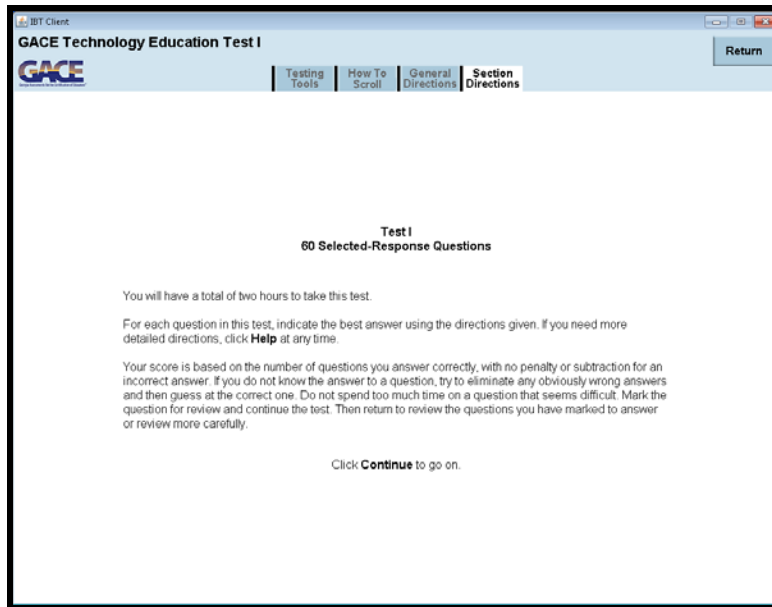 IBT Client
GACE Technology Education Test I
Return
GACE
Testing Tools
How To Scroll
General Directions
Section Directions
Test I
60 Selected-Response Questions
You will have a total of two hours to take this test.
For each question in this test, indicate the best answer using the directions given. If you need more
detailed directions, click Help at any time.
Your score is based on the number of questions you answer correctly, with no penalty or subtraction for an
incorrect answer. If you do not know the answer to a question, try to eliminate any obviously wrong answers
and then guess at the correct one. Do not spend too much time on a question that seems difficult. Mark the
question for review and continue the test. Then return to review the questions you have marked to answer
or review more carefully.
Click Continue to go on.